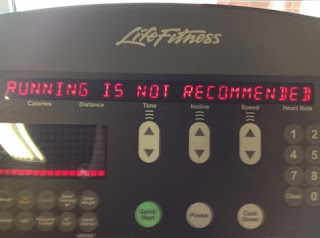 LifeFitness
RUNNING IS NOT RECOMMENDED
Calories Distance Time Incline Speed Heart Rate
1 2
4 5
7 8
Clear 0
Quick Start
Pause
Cool Down